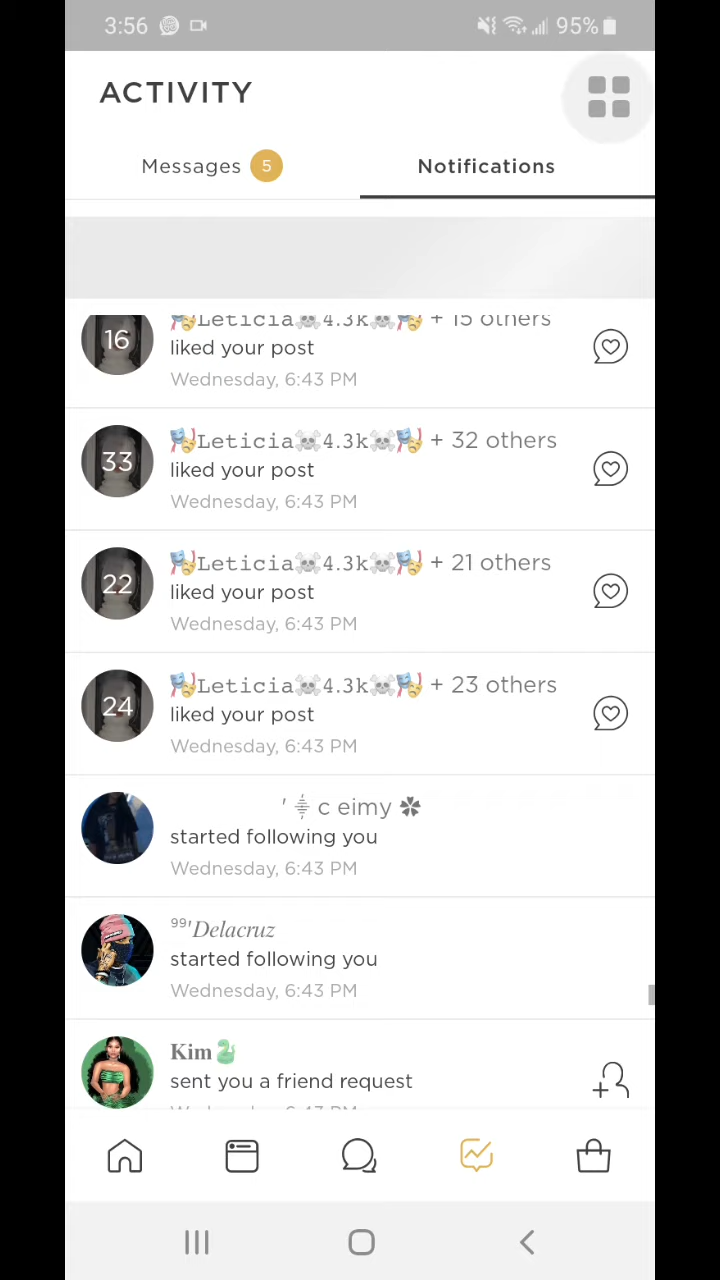 3:56
95%
ACTIVITY
Messages 5
Notifications
16
🎭Leticia☠️4.3k☠️🎭 + 15 others
liked your post
Wednesday, 6:43 PM
33
🎭Leticia☠️4.3k☠️🎭 + 32 others
liked your post
Wednesday, 6:43 PM
22
🎭Leticia☠️4.3k☠️🎭 + 21 others
liked your post
Wednesday, 6:43 PM
24
🎭Leticia☠️4.3k☠️🎭 + 23 others
liked your post
Wednesday, 6:43 PM
' ⸎ c eimy ✽
started following you
Wednesday, 6:43 PM
⁹⁹'𝐷𝑒𝑙𝑎𝑐𝑟𝑢𝑧
started following you
Wednesday, 6:43 PM
𝐊𝐢𝐦🐍
sent you a friend request